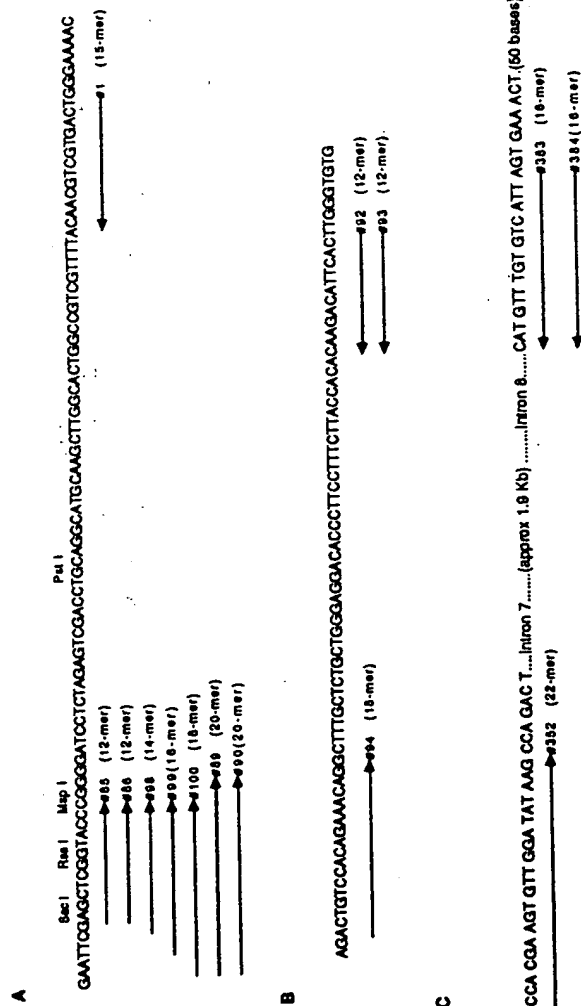 A
Sac I Rsa I Msp I Pst I
GAATTCGAGCTCGGTACCCGGGGATCCTCTAGAGTCGACCTGCAGGCATGCAAGCTTGGCACTGGCCGTCGTTTTACAACGTCGTGACTGGGAAAAC
#1 (15-mer)
#85 (12-mer)
#86 (12-mer)
#98 (14-mer)
#99(16-mer)
#100 (18-mer)
#89 (20-mer)
#90(20-mer)
B
AGACTGTCCACAGAAACAGGCTTTGCTCTGCTGGGAGGACACCCTTCCTTTCTTACCACACAAGACATTCACTTGGGTGTG
#94 (18-mer)
#92 (12-mer)
#93 (12-mer).
C
CCA CGA AGT GTT GGA TAT AAG CCA GAC T....Intron 7.......(approx 1.9 Kb) .........Intron 8......CAT GTT TGT GTC ATT AGT GAA ACT.(50 bases)
#352 (22-mer)
#383 (16-mer)
#384(16-mer)